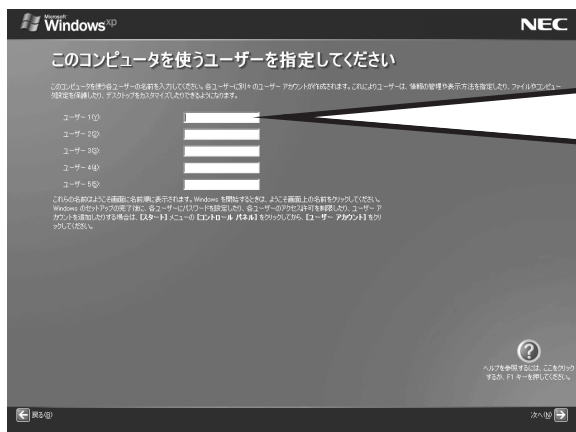 Microsoft
Windows xp
NEC
このコンピュータを使うユーザーを指定してください
このコンピュータを使う各ユーザーの名前を入力してください。各ユーザーに別々のユーザー アカウントが作成されます。これによりユーザーは、情報の管理や表示方法を指定したり、ファイルやコンピュー
タ設定を保護したり、デスクトップをカスタマイズしたりできるようになります。
ユーザー 1(Y):
ユーザー 2(2):
ユーザー 3(3):
ユーザー 4(4):
ユーザー 5(5):
これらの名前はようこそ画面に名前順に表示されます。Windows を開始するときは、ようこそ画面上の名前をクリックしてください。
Windows のセットアップの完了後に、各ユーザーにパスワードを設定したり、各ユーザーのアクセス許可を制限したり、ユーザー ア
カウントを追加したりする場合は、[スタート] メニューの [コントロール パネル] をクリックしてから、[ユーザー アカウント] をクリ
ックしてください。
ヘルプを参照するには、ここをクリック
するか、F1 キーを押してください。
戻る(B)
次へ(N)